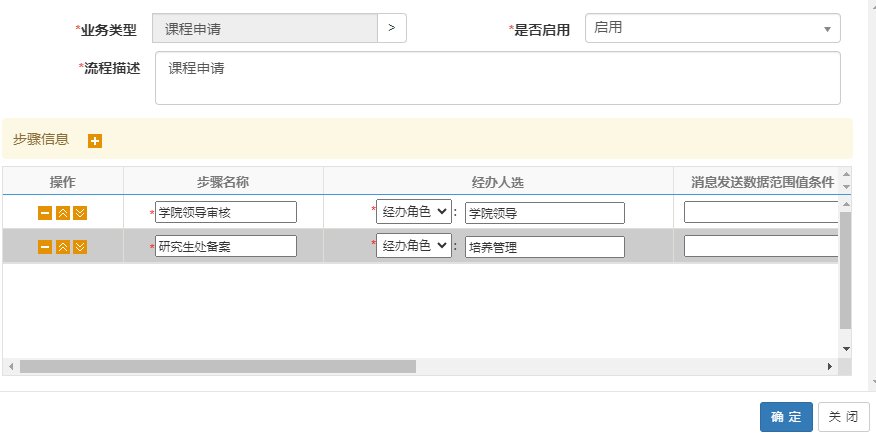 *业务类型 课程申请 > *是否启用 启用
*流程描述 课程申请
步骤信息
操作 步骤名称 经办人选 消息发送数据范围值条件
*学院领导审核 *经办角色 : 学院领导
*研究生处备案 *经办角色 : 培养管理
确 定 关 闭